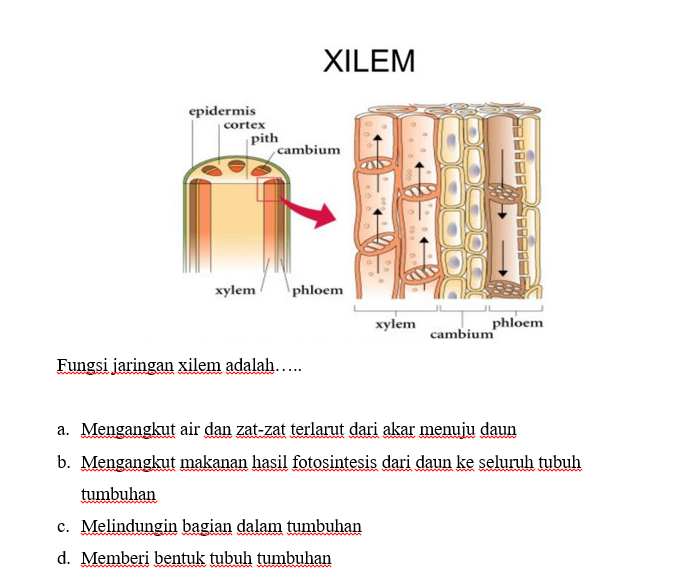 XILEM
epidermis
cortex
pith
cambium
xylem
phloem
xylem
cambium
phloem
Fungsi jaringan xilem adalah…..
a. Mengangkut air dan zat-zat terlarut dari akar menuju daun
b. Mengangkut makanan hasil fotosintesis dari daun ke seluruh tubuh
tumbuhan
c. Melindungin bagian dalam tumbuhan
d. Memberi bentuk tubuh tumbuhan